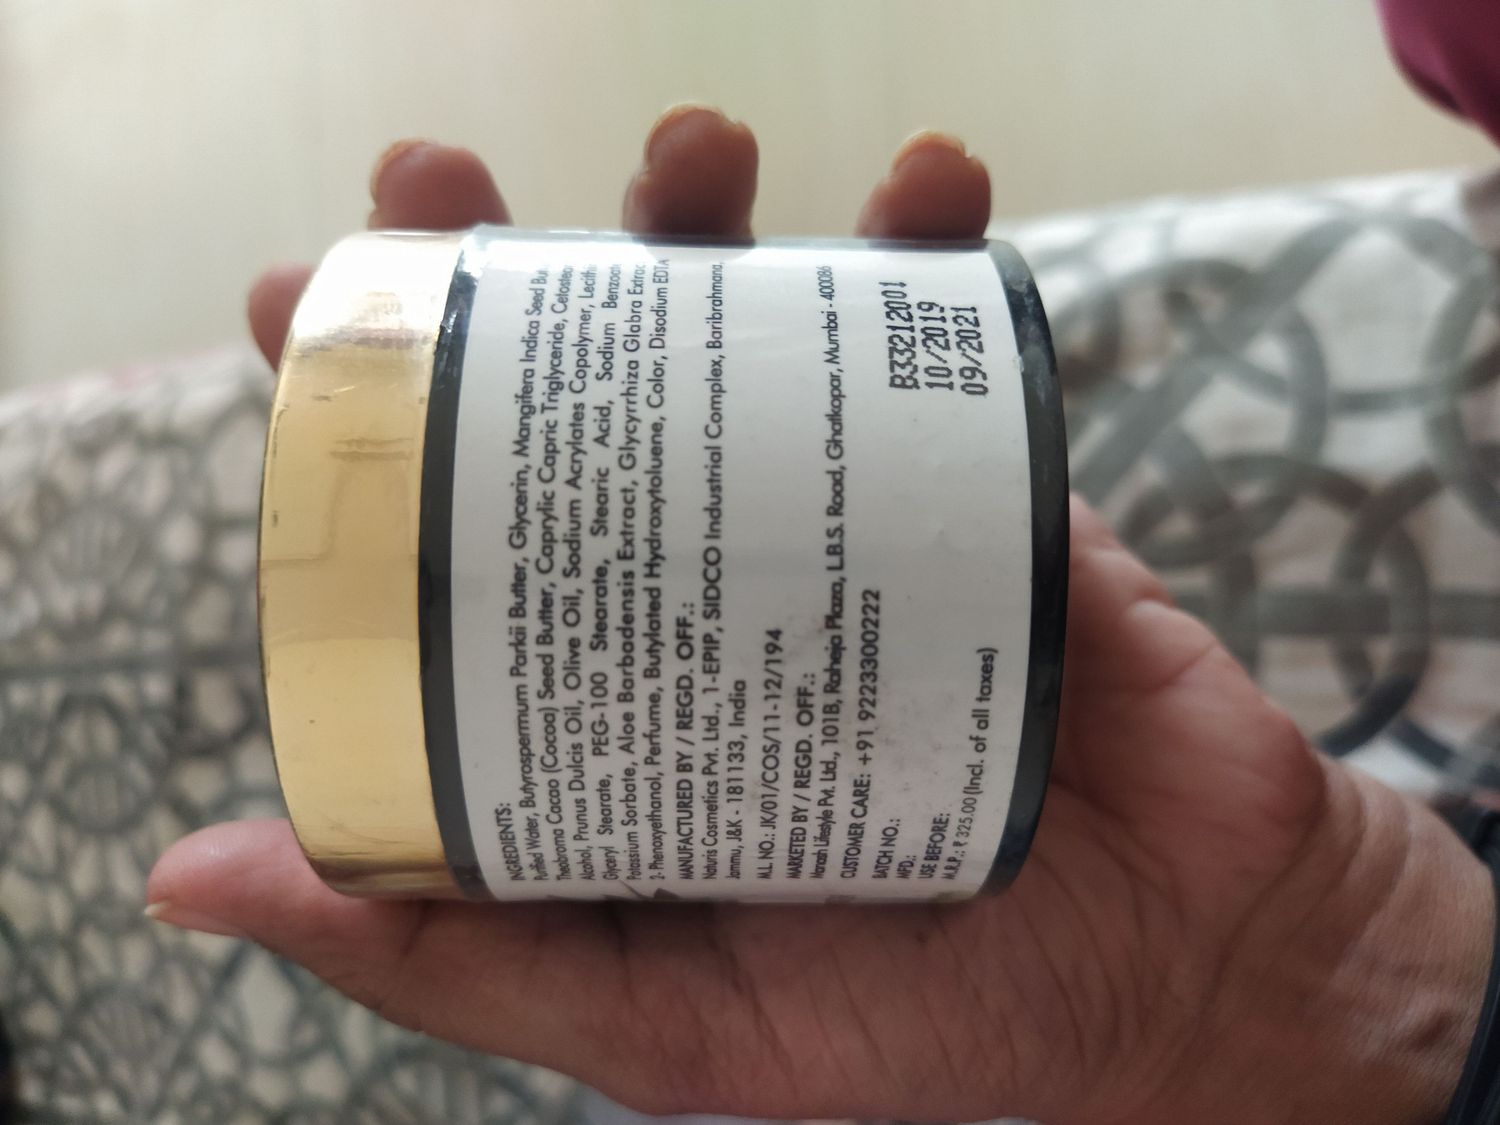 INGREDIENTS:
Purified Water, Butyrospermum Parkii Butter, Glycerin, Mangifera Indica Seed
Theobroma Cacao (Cocoa) Seed Butter, Caprylic Capric Triglyceride,
Alcohol, Prunus Dulcis Oil, Olive Oil, Sodium Acrylates Copolymer,
Glyceryl Stearate, PEG-100 Stearate, Stearic Acid, Sodium
Potassium Sorbate, Aloe Barbadensis Extract, Glycyrrhiza Glabra
2- Phenoxyethanol, Perfume, Butylated Hydroxytoluene, Color, Disodium EDTA
MANUFACTURED BY / REGD. OFF.:
Naturis Cosmetics Pvt. Ltd., 1-EPIP, SIDCO Industrial Complex, Baribrahmana,
Jammu, J&K - 181133, India
M.L NO.: JK/01/COS/11-12/194
MARKETED BY / REGD. OFF.:
Manash Lifestyle Pvt. Ltd., 101B, Raheja Plaza, L.B.S. Road, Ghatkopar, Mumbai - 400086
CUSTOMER CARE: +91 9223300222
BATCH NO.: B33212001
MFD.: 10/2019
USE BEFORE: 09/2021
M.R.P.: ₹ 325.00 (Incl. of all taxes)